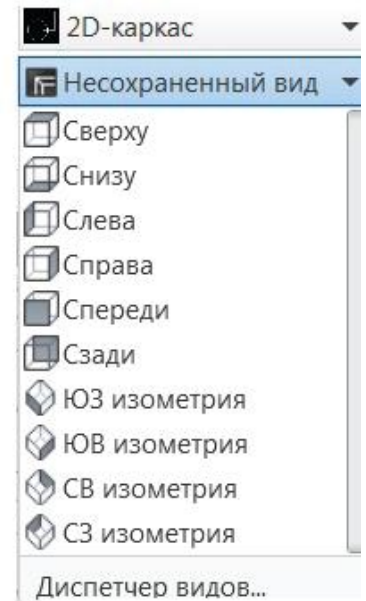 2D-каркас
Несохраненный вид
Сверху
Снизу
Слева
Справа
Спереди
Сзади
ЮЗ изометрия
ЮВ изометрия
СВ изометрия
СЗ изометрия
Диспетчер видов...